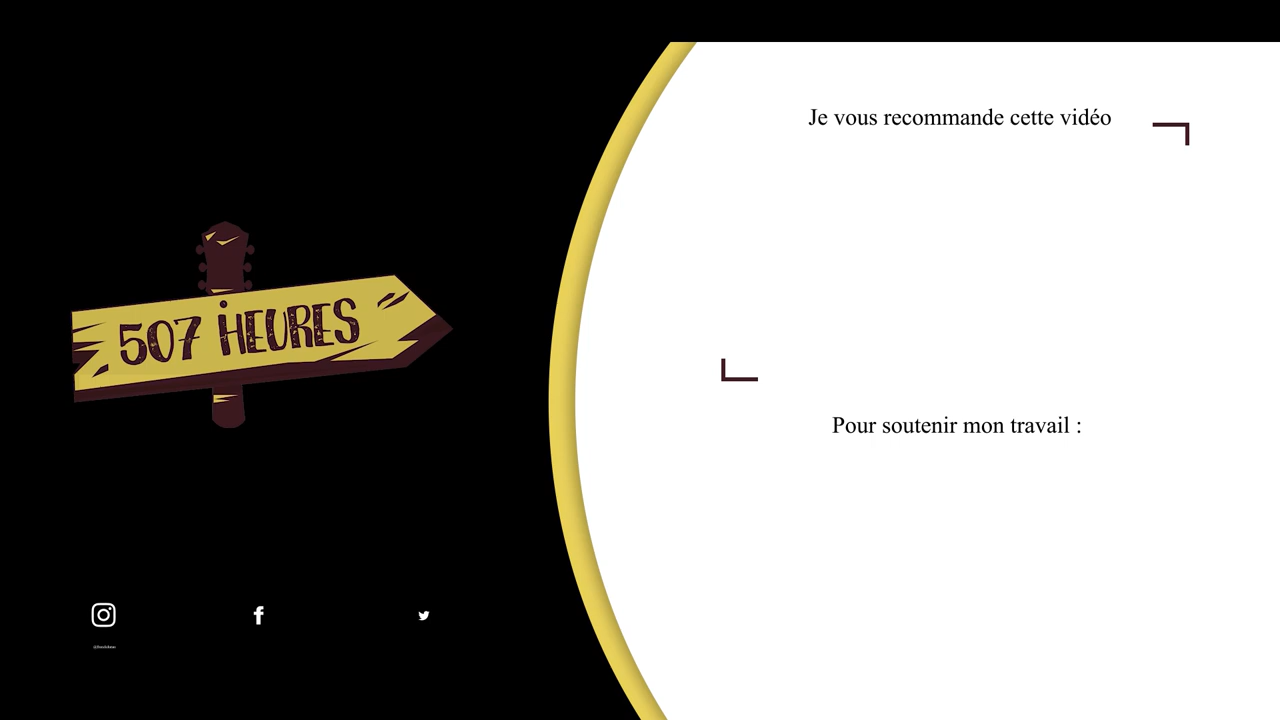 Je vous recommande cette vidéo
507 HEURES
Pour soutenir mon travail :